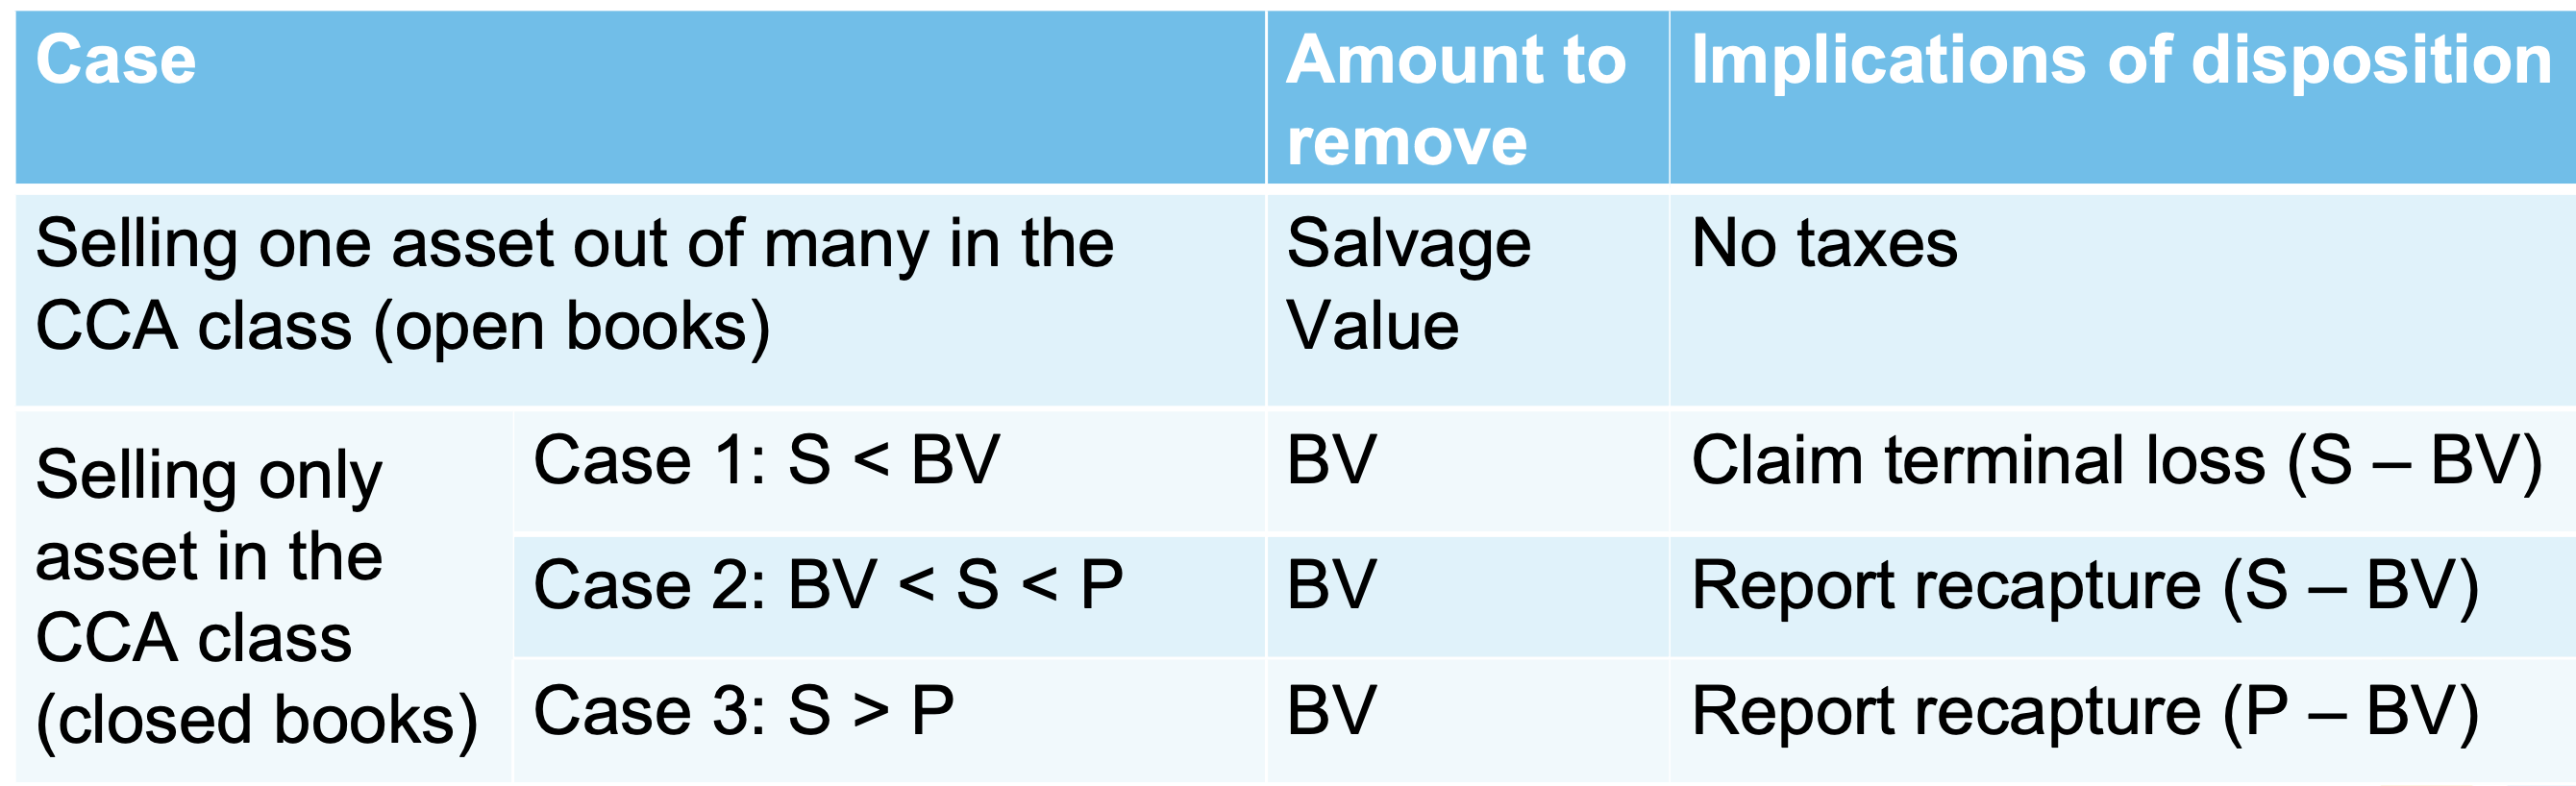 Case
Amount to
remove
Implications of disposition
Selling one asset out of many in the
CCA class (open books)
Salvage
Value
No taxes
Selling only
asset in the
CCA class
(closed books)
Case 1: S < BV
BV
Claim terminal loss (S – BV)
Case 2: BV < S < P
BV
Report recapture (S – BV)
Case 3: S > P
BV
Report recapture (P – BV)